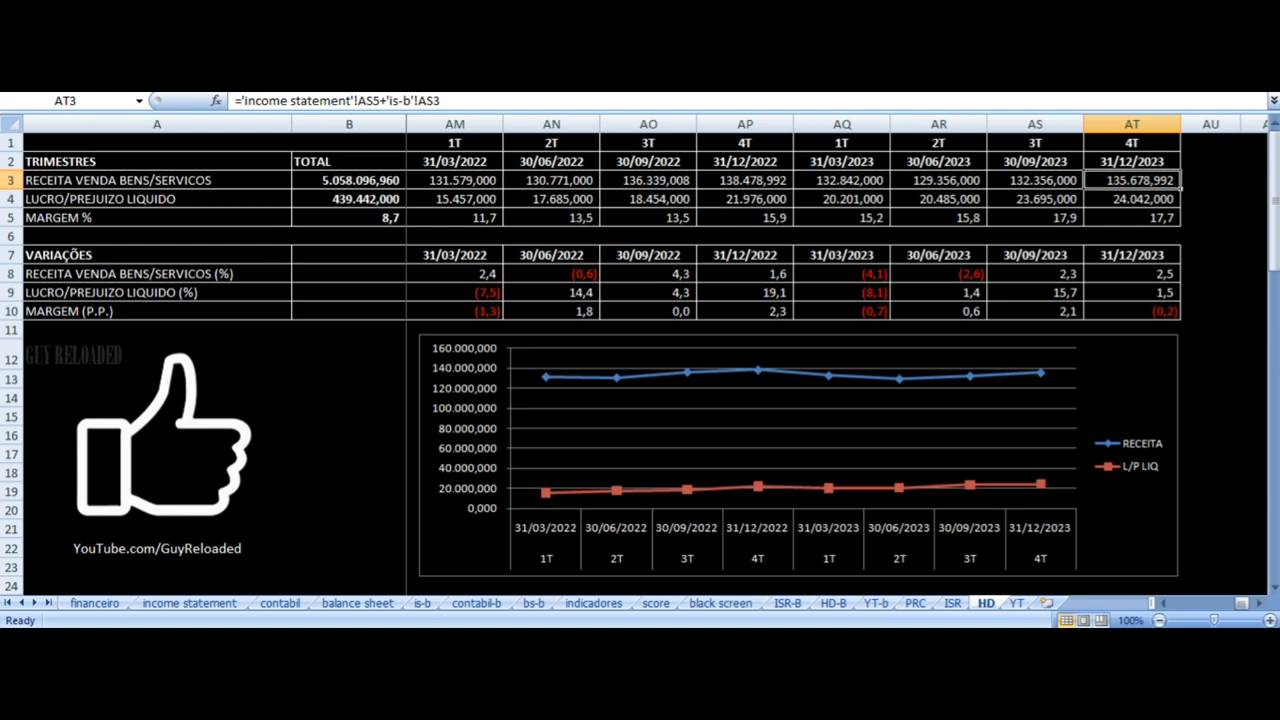 AT3 fx ='income statement'!AS5+'is-b'!AS3
A B AM AN AO AP AQ AR AS AT AU
1 1T 2T 3T 4T 1T 2T 3T 4T
2 TRIMESTRES TOTAL 31/03/2022 30/06/2022 30/09/2022 31/12/2022 31/03/2023 30/06/2023 30/09/2023 31/12/2023
3 RECEITA VENDA BENS/SERVICOS 5.058.096,960 131.579,000 130.771,000 136.339,008 138.478,992 132.842,000 129.356,000 132.356,000 135.678,992
4 LUCRO/PREJUIZO LIQUIDO 439.442,000 15.457,000 17.685,000 18.454,000 21.976,000 20.201,000 20.485,000 23.695,000 24.042,000
5 MARGEM % 8,7 11,7 13,5 13,5 15,9 15,2 15,8 17,9 17,7
6
7 VARIAÇÕES 31/03/2022 30/06/2022 30/09/2022 31/12/2022 31/03/2023 30/06/2023 30/09/2023 31/12/2023
8 RECEITA VENDA BENS/SERVICOS (%) 2,4 (0,6) 4,3 1,6 (4,1) (2,6) 2,3 2,5
9 LUCRO/PREJUIZO LIQUIDO (%) (7,5) 14,4 4,3 19,1 (8,1) 1,4 15,7 1,5
10 MARGEM (P.P.) (1,3) 1,8 0,0 2,3 (0,7) 0,6 2,1 (0,2)
11
12 GUY RELOADED
13
14
15
16
17
18
19
20
21
22
23
24
YouTube.com/GuyReloaded
160.000,000
140.000,000
120.000,000
100.000,000
80.000,000
60.000,000
40.000,000
20.000,000
0,000
31/03/2022 30/06/2022 30/09/2022 31/12/2022 31/03/2023 30/06/2023 30/09/2023 31/12/2023
1T 2T 3T 4T 1T 2T 3T 4T
RECEITA
L/P LIQ
financeiro income statement contabil balance sheet is-b contabil-b bs-b indicadores score black screen ISR-B HD-B YT-b PRC ISR HD YT
Ready 100%